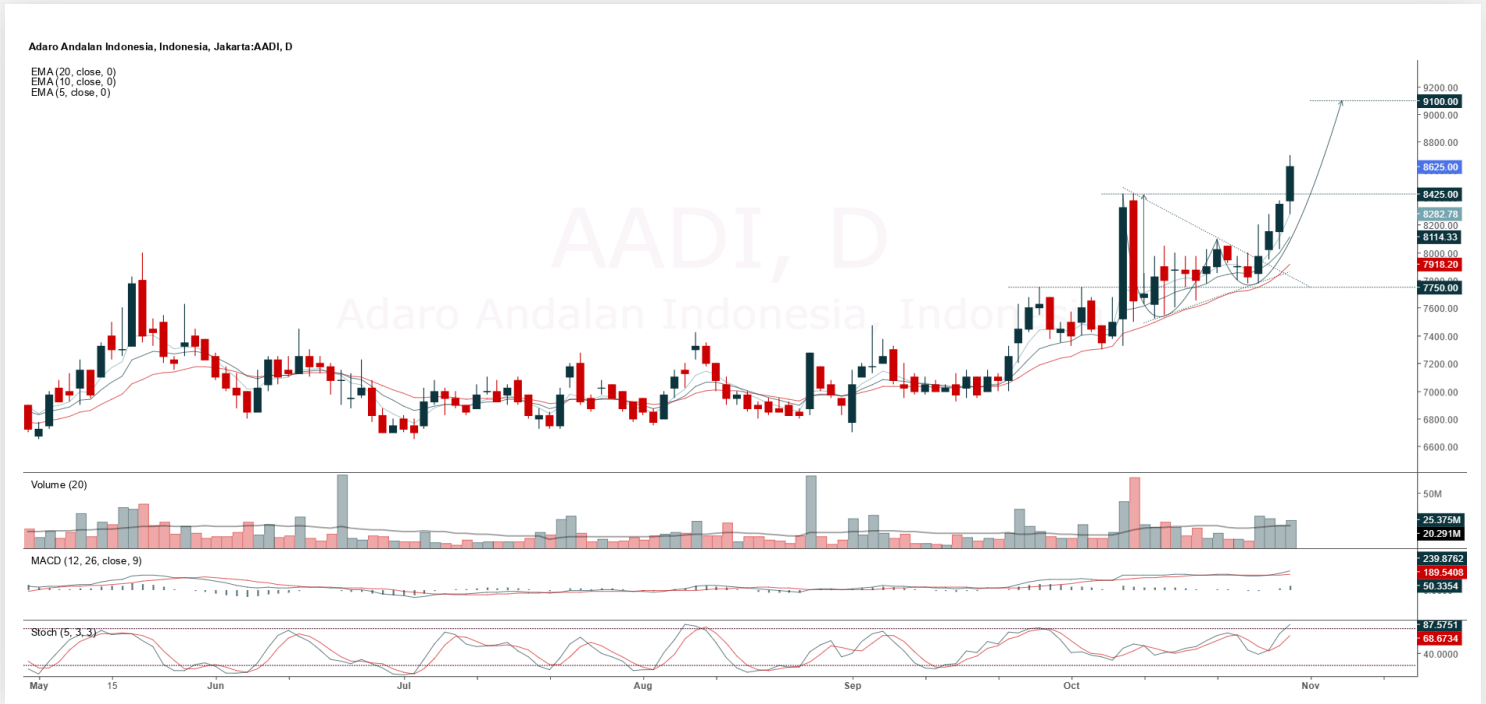 Adaro Andalan Indonesia, Indonesia, Jakarta:AADI, D
EMA (20, close, 0)
EMA (10, close, 0)
EMA (5, close, 0)
AADI, D
Adaro Andalan Indonesia, Indonesia
9200.00
9100.00
9000.00
8800.00
8625.00
8425.00
8282.78
8200.00
8114.33
8000.00
7918.20
7800.00
7750.00
7600.00
7400.00
7200.00
7000.00
6800.00
6600.00
Volume (20)
50M
25.375M
20.291M
MACD (12, 26, close, 9)
239.8762
189.5408
50.3354
Stoch (5, 3, 3)
87.5751
68.6734
40.0000
May
15
Jun
Jul
Aug
Sep
Oct
Nov